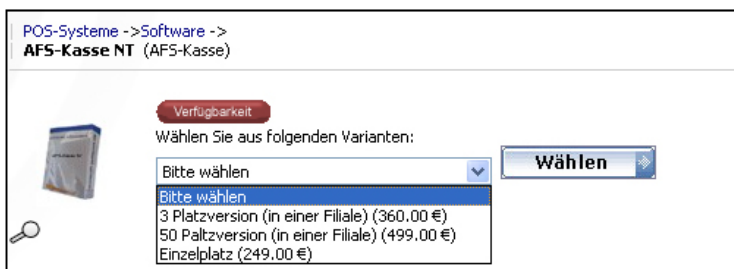 POS-Systeme ->Software ->
AFS-Kasse NT (AFS-Kasse)
Verfügbarkeit
Wählen Sie aus folgenden Varianten:
Bitte wählen
Wählen
Bitte wählen
3 Platzversion (in einer Filiale) (360.00 €)
50 Paltzversion (in einer Filiale) (499.00 €)
Einzelplatz (249.00 €)